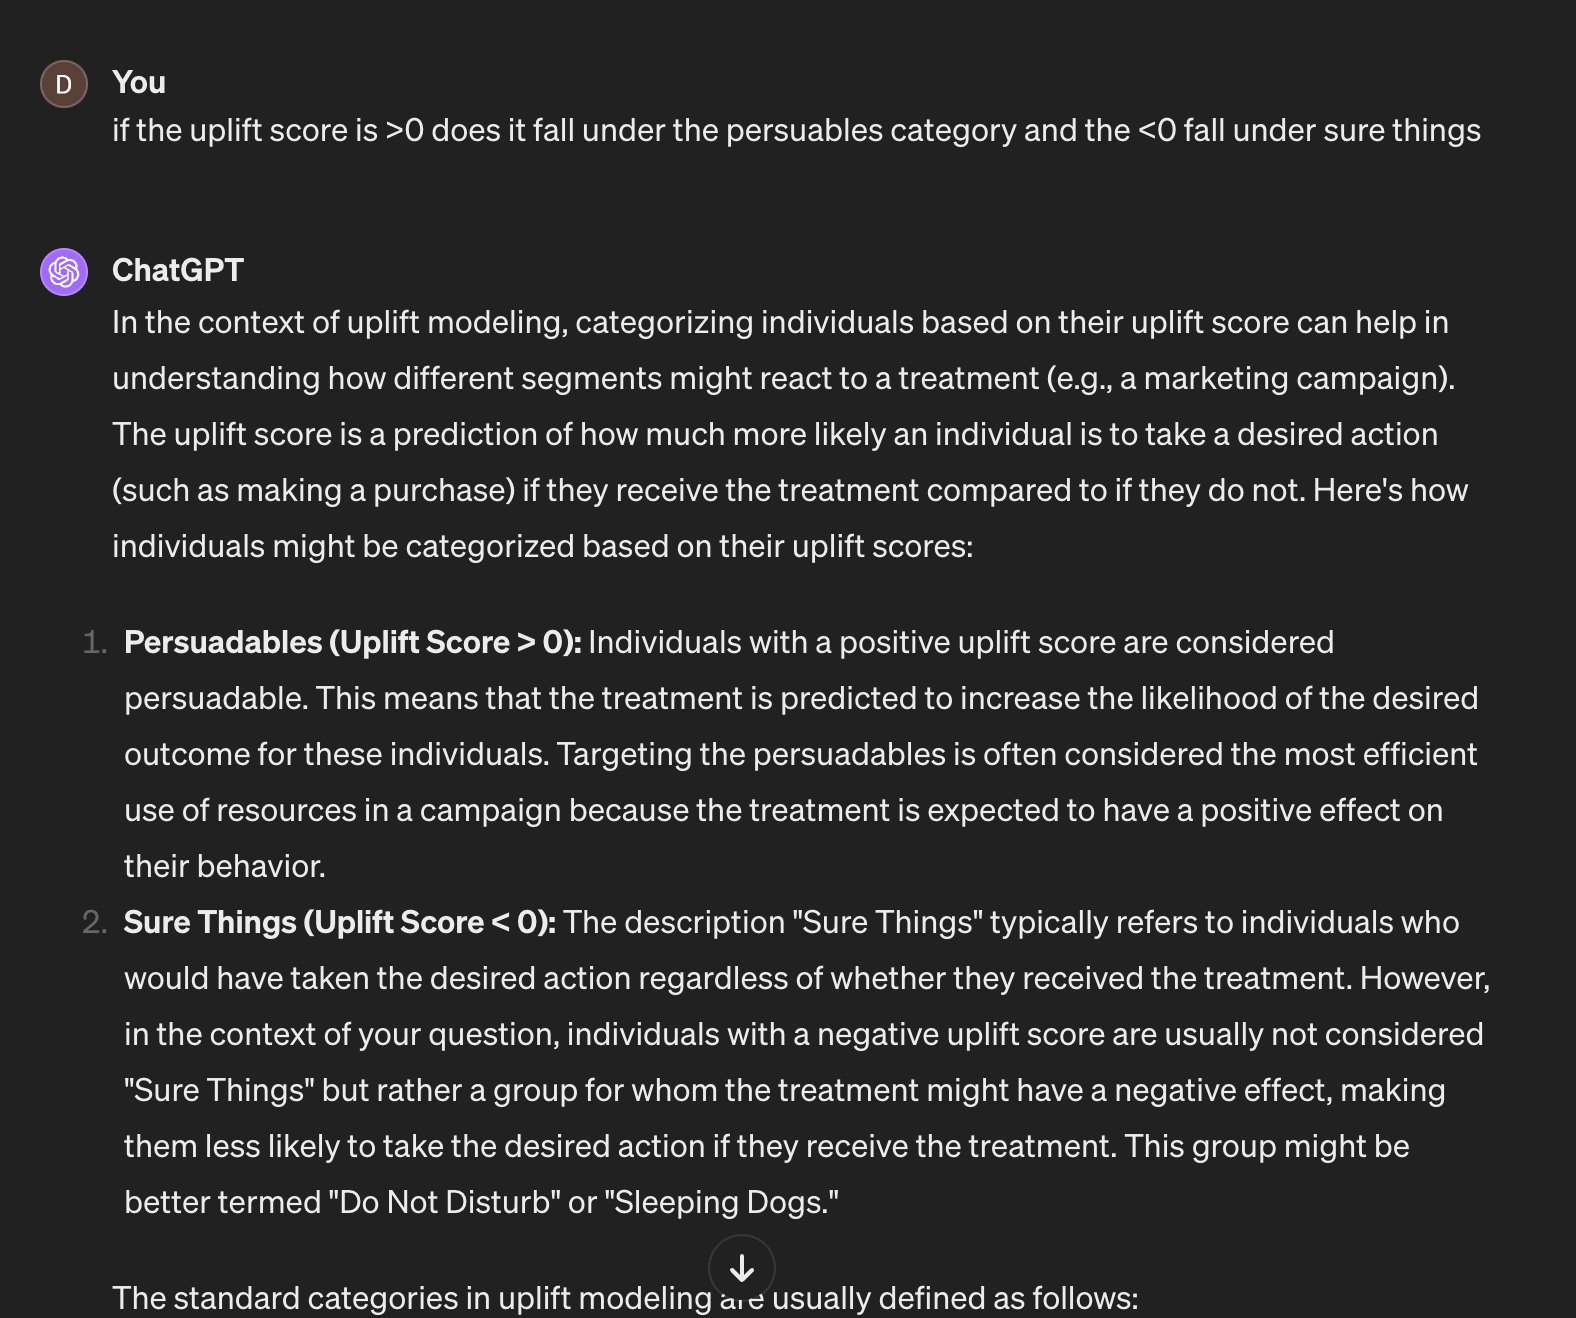 D
You
if the uplift score is >0 does it fall under the persuables category and the <0 fall under sure things
ChatGPT
In the context of uplift modeling, categorizing individuals based on their uplift score can help in
understanding how different segments might react to a treatment (e.g., a marketing campaign).
The uplift score is a prediction of how much more likely an individual is to take a desired action
(such as making a purchase) if they receive the treatment compared to if they do not. Here's how
individuals might be categorized based on their uplift scores:
1. Persuadables (Uplift Score > 0): Individuals with a positive uplift score are considered
persuadable. This means that the treatment is predicted to increase the likelihood of the desired
outcome for these individuals. Targeting the persuadables is often considered the most efficient
use of resources in a campaign because the treatment is expected to have a positive effect on
their behavior.
2. Sure Things (Uplift Score < 0): The description "Sure Things" typically refers to individuals who
would have taken the desired action regardless of whether they received the treatment. However,
in the context of your question, individuals with a negative uplift score are usually not considered
"Sure Things" but rather a group for whom the treatment might have a negative effect, making
them less likely to take the desired action if they receive the treatment. This group might be
better termed "Do Not Disturb" or "Sleeping Dogs."
The standard categories in uplift modeling are usually defined as follows: